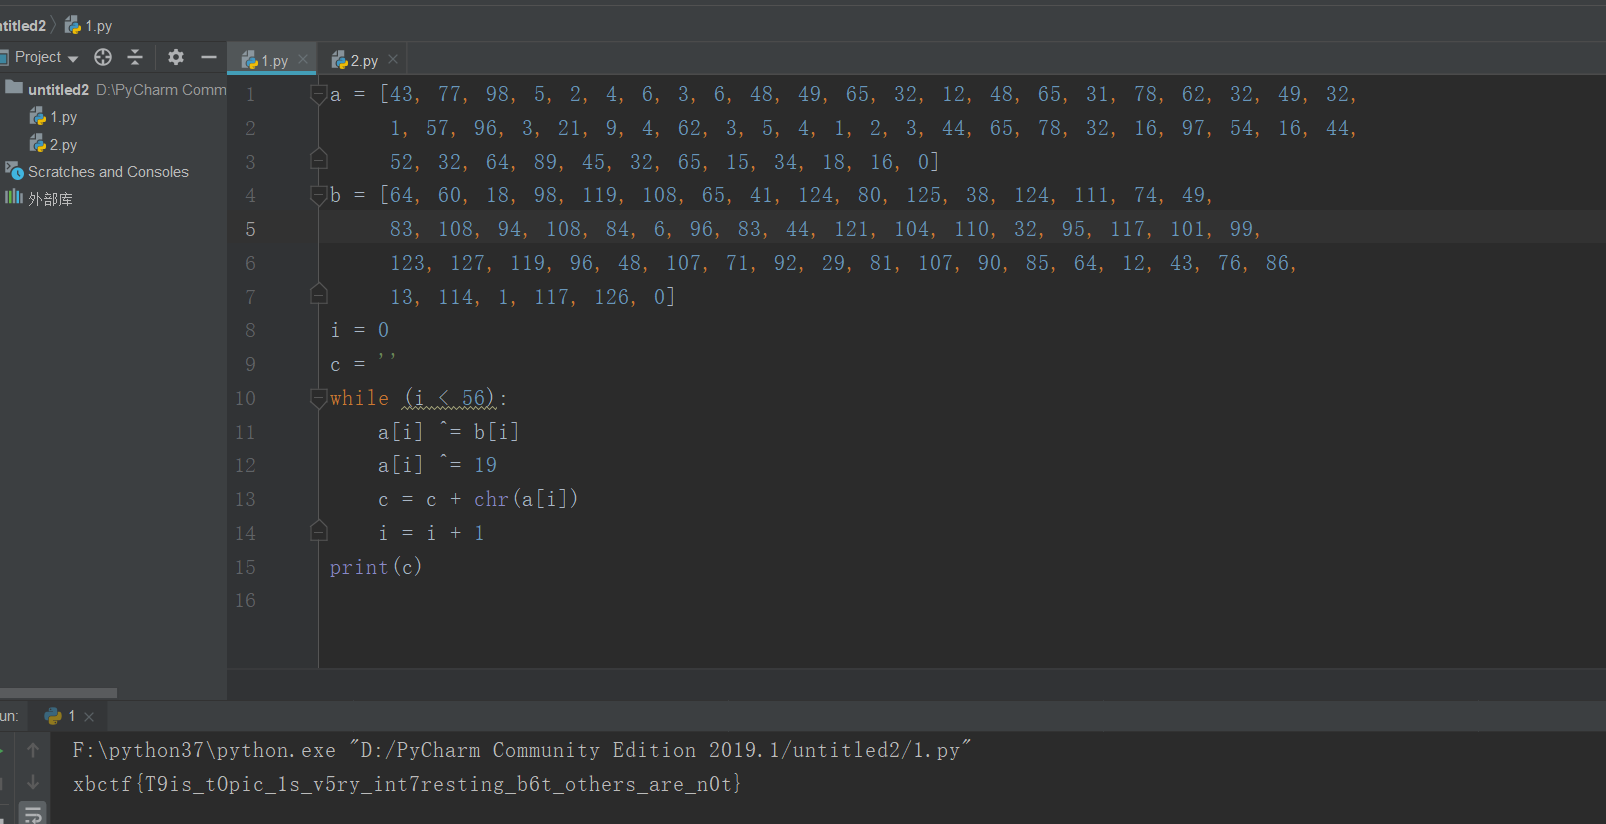 untitled2 1.py
Project
1.py 2.py
untitled2 D:\PyCharm Comm
1.py
2.py
Scratches and Consoles
外部库
1 a = [43, 77, 98, 5, 2, 4, 6, 3, 6, 48, 49, 65, 32, 12, 48, 65, 31, 78, 62, 32, 49, 32,
2 1, 57, 96, 3, 21, 9, 4, 62, 3, 5, 4, 1, 2, 3, 44, 65, 78, 32, 16, 97, 54, 16, 44,
3 52, 32, 64, 89, 45, 32, 65, 15, 34, 18, 16, 0]
4 b = [64, 60, 18, 98, 119, 108, 65, 41, 124, 80, 125, 38, 124, 111, 74, 49,
5 83, 108, 94, 108, 84, 6, 96, 83, 44, 121, 104, 110, 32, 95, 117, 101, 99,
6 123, 127, 119, 96, 48, 107, 71, 92, 29, 81, 107, 90, 85, 64, 12, 43, 76, 86,
7 13, 114, 1, 117, 126, 0]
8 i = 0
9 c = ''
10 while (i < 56):
11 a[i] ^= b[i]
12 a[i] ^= 19
13 c = c + chr(a[i])
14 i = i + 1
15 print(c)
16
un: 1
F:\python37\python.exe "D:/PyCharm Community Edition 2019.1/untitled2/1.py"
xbctf{T9is_tOpic_1s_v5ry_int7resting_b6t_others_are_n0t}